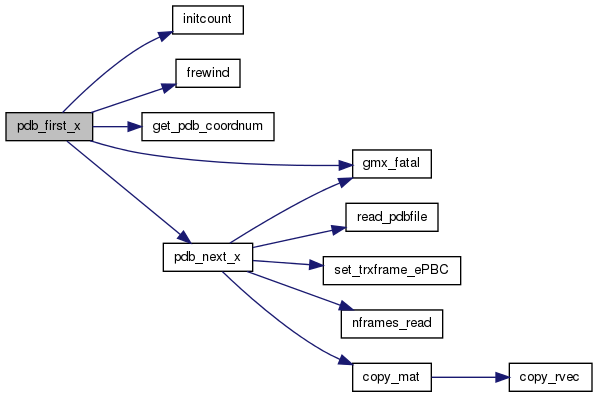 initcount
frewind
pdb_first_x
get_pdb_coordnum
gmx_fatal
read_pdbfile
pdb_next_x
set_trxframe_ePBC
nframes_read
copy_mat
copy_rvec